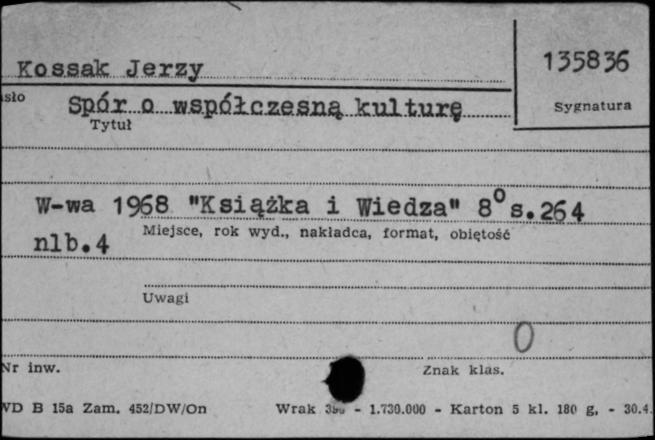 Kossak Jerzy
135836
Sygnatura
Spór o współczesną kulturę
Tytuł
W-wa 1968 "Książka i Wiedza" 8° s.264
Miejsce, rok wyd., nakładca, format, obiętość
nlb.4
Uwagi
0
Nr inw.
Znak klas.
WD B 15a Zam. 452/DW/On Wrak - 1.730.000 - Karton 5 kl. 180 g. - 30.4.